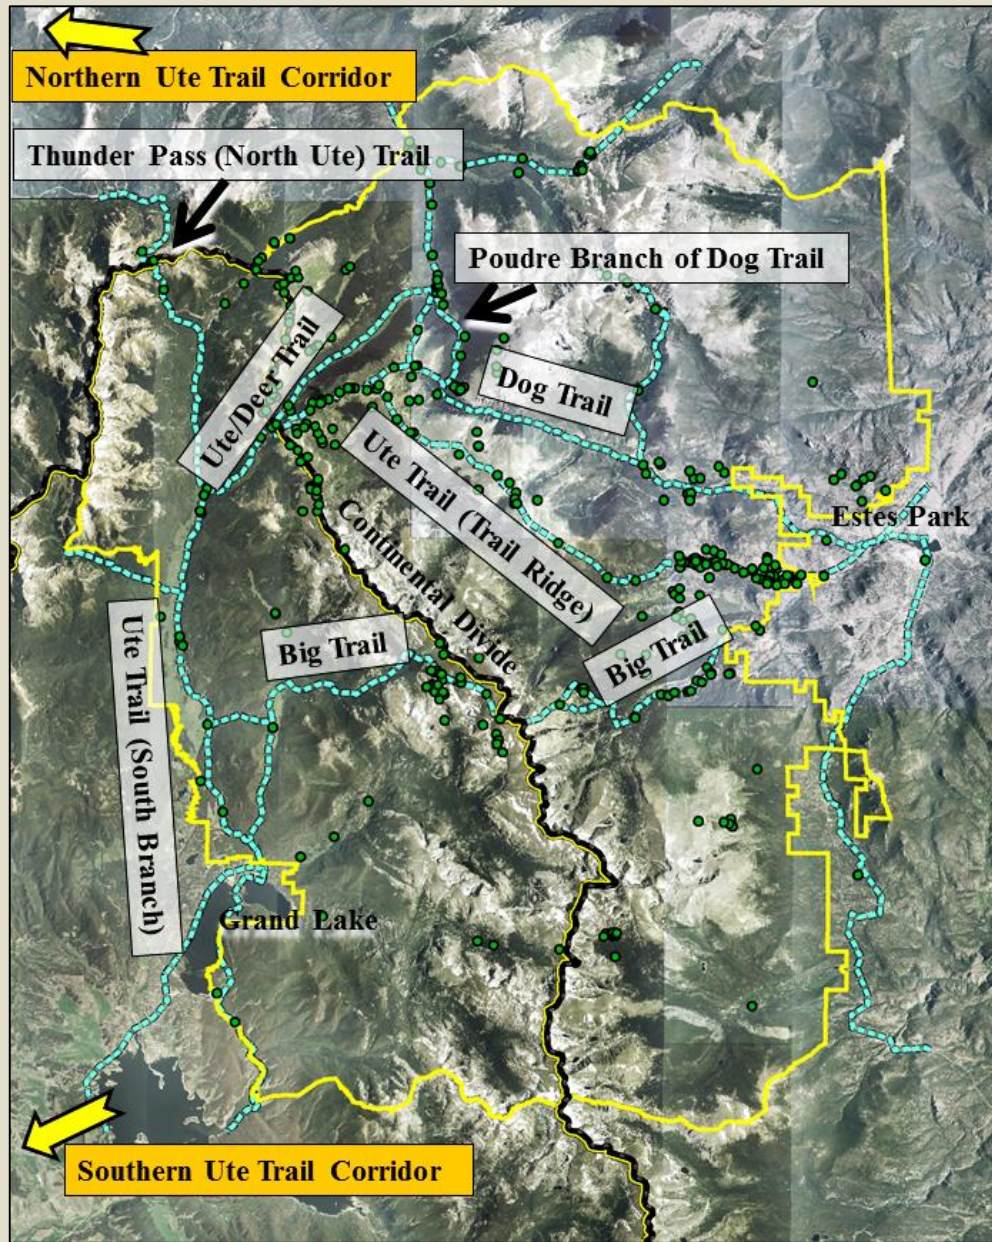 Northern Ute Trail Corridor
Thunder Pass (North Ute) Trail
Poudre Branch of Dog Trail
Ute/Deer Trail
Dog Trail
Ute Trail (Trail Ridge)
Continental Divide
Estes Park
Big Trail
Big Trail
Ute Trail (South Branch)
Grand Lake
Southern Ute Trail Corridor